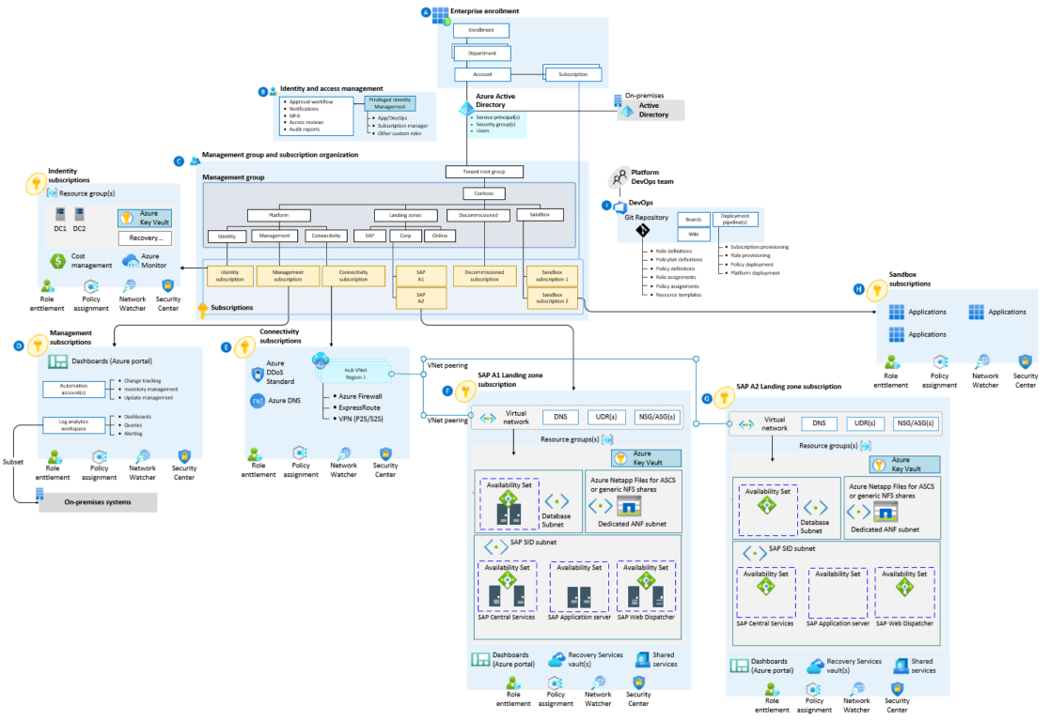 A
Enterprise enrollment
Enrollment
Department
Account
Subscription
B
Identity and access management
Approval workflow
Notifications
MFA
Access reviews
Audit reports
Privileged Identity
Management
App/DevOps
Subscription manager
Other custom roles
Azure Active
Directory
Service principal(s)
Security group(s)
Users
On-premises
Active
Directory
C
Management group and subscription organization
Management group
Tenant root group
Contoso
Platform
Landing zones
Decommissioned
Sandbox
Identity
Management
Connectivity
SAP
Corp
Online
Identity
subscription
Management
subscription
Connectivity
subscription
SAP
A1
SAP
A2
Decommissioned
subscription
Sandbox
subscription 1
Sandbox
subscription 2
Subscriptions
Indentity
subscriptions
Resource group(s)
DC1
DC2
Azure
Key Vault
Recovery...
Cost
management
Azure
Monitor
Role
enttlement
Policy
assignment
Network
Watcher
Security
Center
Platform
DevOps team
I
DevOps
Git Repository
Boards
Wiki
Deployment
pipeline(s)
Role definitions
PolicySet definitions
Policy definitions
Role assignments
Policy assignments
Resource templates
Subscription provisioning
Role provisioning
Policy deployment
Platform deployment
H
Sandbox
subscriptions
Applications
Applications
Applications
Role
enttlement
Policy
assignment
Network
Watcher
Security
Center
D
Management
subscriptions
Dashboards (Azure portal)
Automation
account(s)
Change tracking
Inventory management
Update management
Log analytics
workspace
Dashboards
Queries
Alerting
Subset
Role
enttlement
Policy
assignment
Network
Watcher
Security
Center
On-premises systems
E
Connectivity
subscriptions
Azure
DDoS
Standard
Azure DNS
Hub VNet
Region 1
Azure Firewall
ExpressRoute
VPN (P2S/S2S)
Role
enttlement
Policy
assignment
Network
Watcher
Security
Center
VNet peering
VNet peering
F
SAP A1 Landing zone
subscription
Virtual
network
DNS
UDR(s)
NSG/ASG(s)
Resource groups(s)
Azure
Key Vault
Availability Set
Database
Subnet
Azure Netapp Files for ASCS
or generic NFS shares
Dedicated ANF subnet
SAP SID subnet
Availability Set
Availability Set
Availability Set
SAP Central Services
SAP Application server
SAP Web Dispatcher
Dashboards
(Azure portal)
Recovery Services
vault(s)
Shared
services
Role
enttlement
Policy
assignment
Network
Watcher
Security
Center
G
SAP A2 Landing zone subscription
Virtual
network
DNS
UDR(s)
NSG/ASG(s)
Resource groups(s)
Azure
Key Vault
Availability Set
Database
Subnet
Azure Netapp Files for ASCS
or generic NFS shares
Dedicated ANF subnet
SAP SID subnet
Availability Set
Availability Set
Availability Set
SAP Central Services
SAP Application server
SAP Web Dispatcher
Dashboards
(Azure portal)
Recovery Services
vault(s)
Shared
services
Role
enttlement
Policy
assignment
Network
Watcher
Security
Center